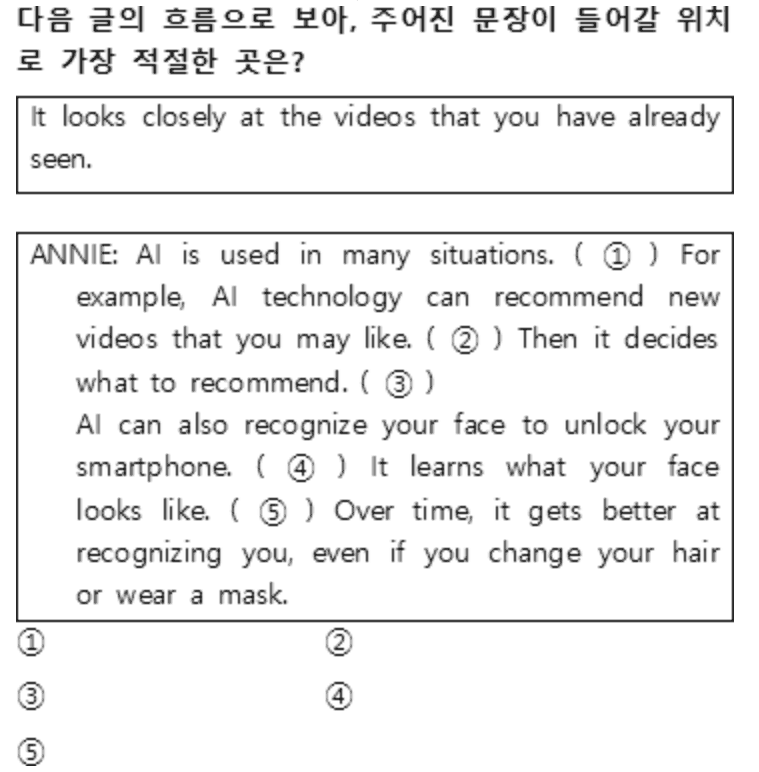 다음 글의 흐름으로 보아, 주어진 문장이 들어갈 위치
로 가장 적절한 곳은?
It looks closely at the videos that you have already
seen.
ANNIE: AI is used in many situations. ( ① ) For
example, AI technology can recommend new
videos that you may like. ( ② ) Then it decides
what to recommend. ( ③ )
AI can also recognize your face to unlock your
smartphone. ( ④ ) It learns what your face
looks like. ( ⑤ ) Over time, it gets better at
recognizing you, even if you change your hair
or wear a mask.
① ②
③ ④
⑤